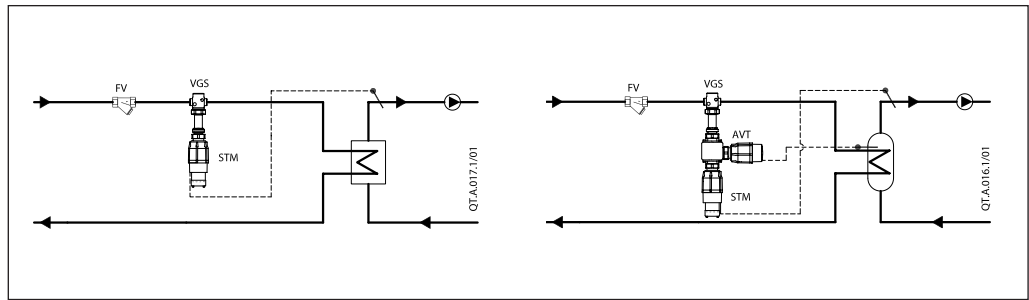 FV
VGS
STM
QT.A.017.1/01
FV
VGS
AVT
STM
QT.A.016.1/01